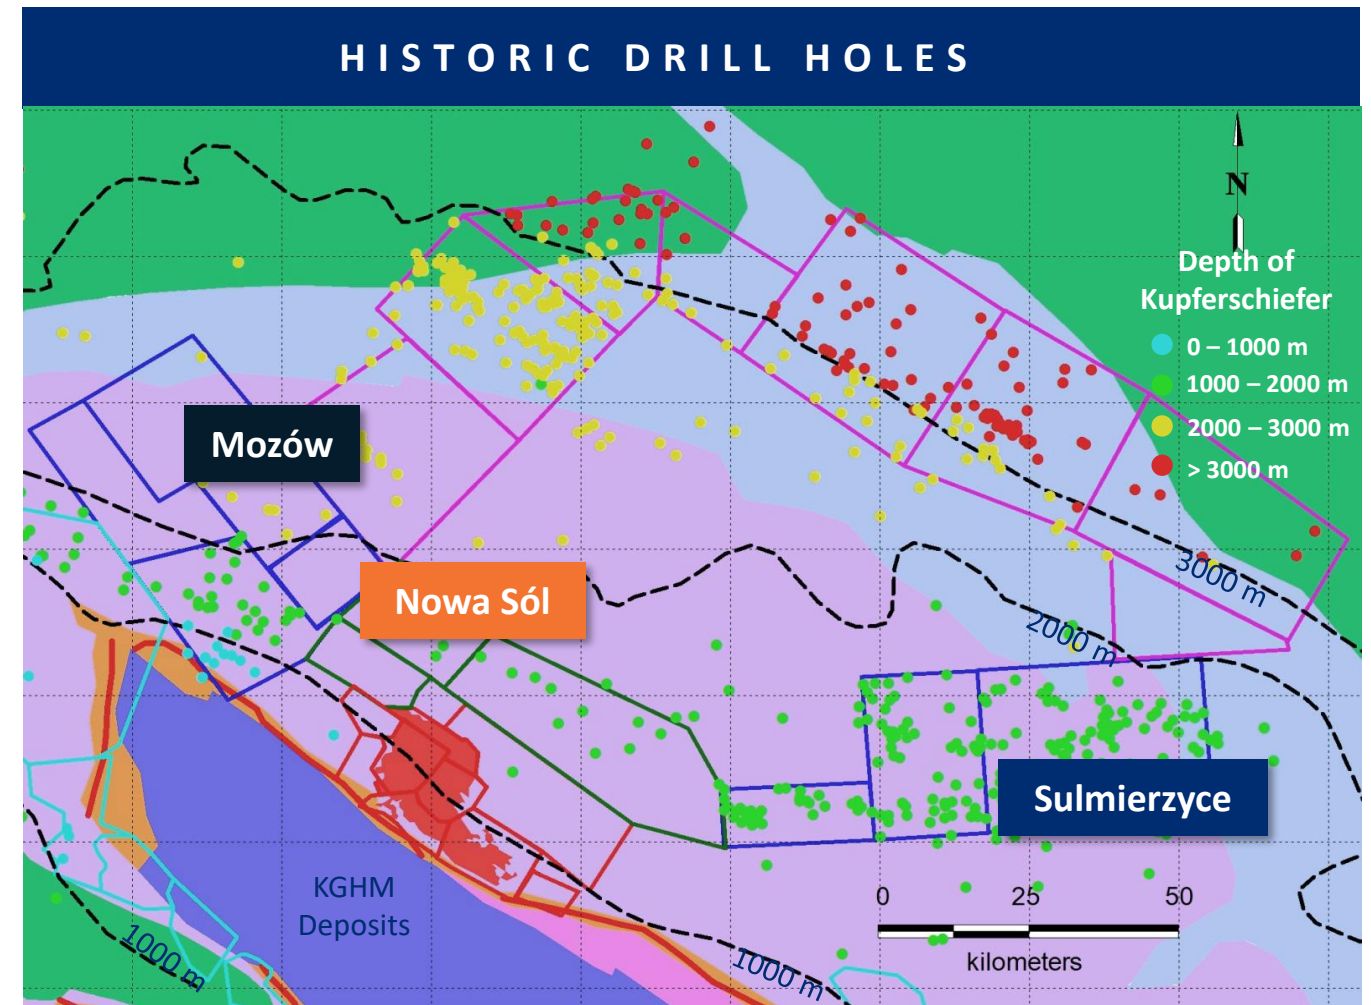 HISTORIC DRILL HOLES
N
Depth of
Kupferschiefer
0 – 1000 m
1000 – 2000 m
2000 – 3000 m
> 3000 m
Mozów
Nowa Sól
3000 m
2000 m
Sulmierzyce
KGHM
Deposits
0 25 50
kilometers
1000 m
1000 m